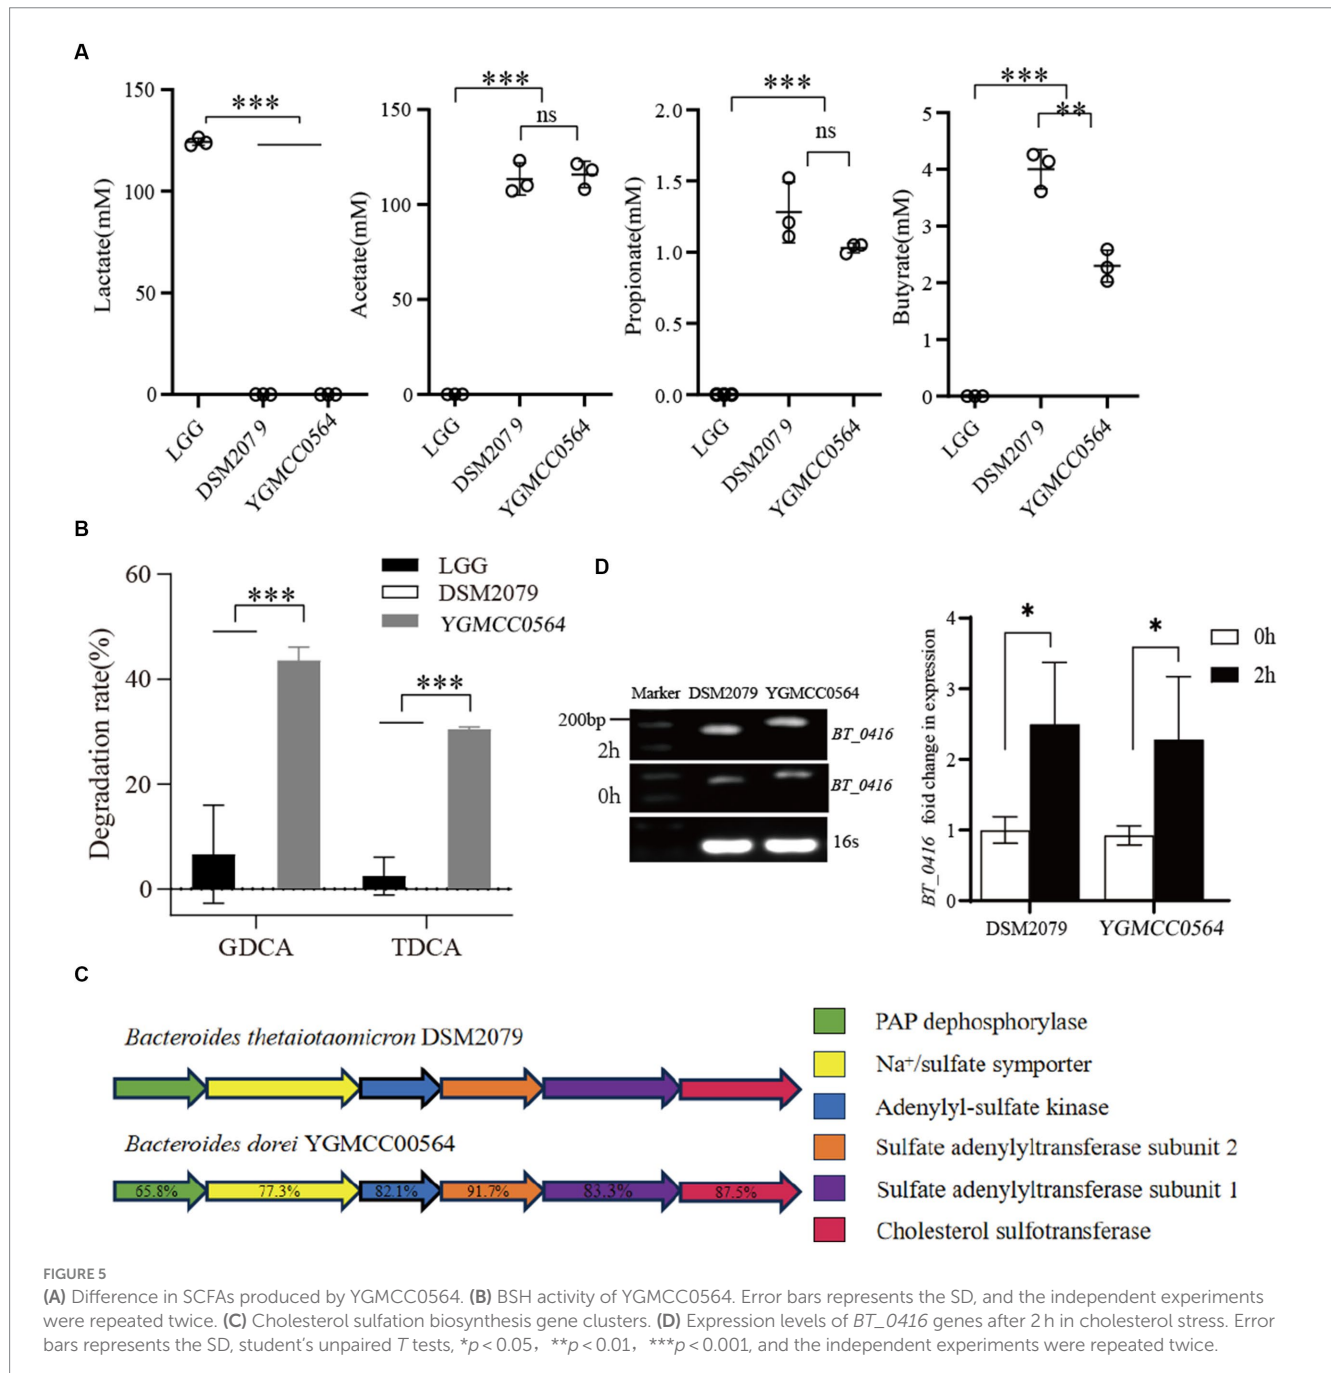 A
150
100
50
0
Lactate(mM)
***
LGG
DSM2079
YGMCC0564
150
100
50
0
Acetate(mM)
***
ns
LGG
DSM2079
YGMCC0564
2.0
1.5
1.0
0.5
0.0
Propionate(mM)
***
ns
LGG
DSM2079
YGMCC0564
5
4
3
2
1
0
Butyrate(mM)
***
**
LGG
DSM2079
YGMCC0564
B
60
40
20
0
Degradation rate(%)
***
***
GDCA
TDCA
LGG
DSM2079
YGMCC0564
D
Marker DSM2079 YGMCC0564
200bp
2h
BT_0416
0h
BT_0416
16s
4
3
2
1
0
BT_0416 foid change in expression
*
*
DSM2079
YGMCC0564
0h
2h
C
Bacteroides thetaiotaomicron DSM2079
Bacteroides dorei YGMCC00564
65.8% 77.3% 82.1% 91.7% 83.3% 87.5%
PAP dephosphorylase
Na+/sulfate symporter
Adenylyl-sulfate kinase
Sulfate adenylyltransferase subunit 2
Sulfate adenylyltransferase subunit 1
Cholesterol sulfotransferase
FIGURE 5
(A) Difference in SCFAs produced by YGMCC0564. (B) BSH activity of YGMCC0564. Error bars represents the SD, and the independent experiments
were repeated twice. (C) Cholesterol sulfation biosynthesis gene clusters. (D) Expression levels of BT_0416 genes after 2 h in cholesterol stress. Error
bars represents the SD, student's unpaired T tests, *p < 0.05，**p < 0.01，***p < 0.001, and the independent experiments were repeated twice.